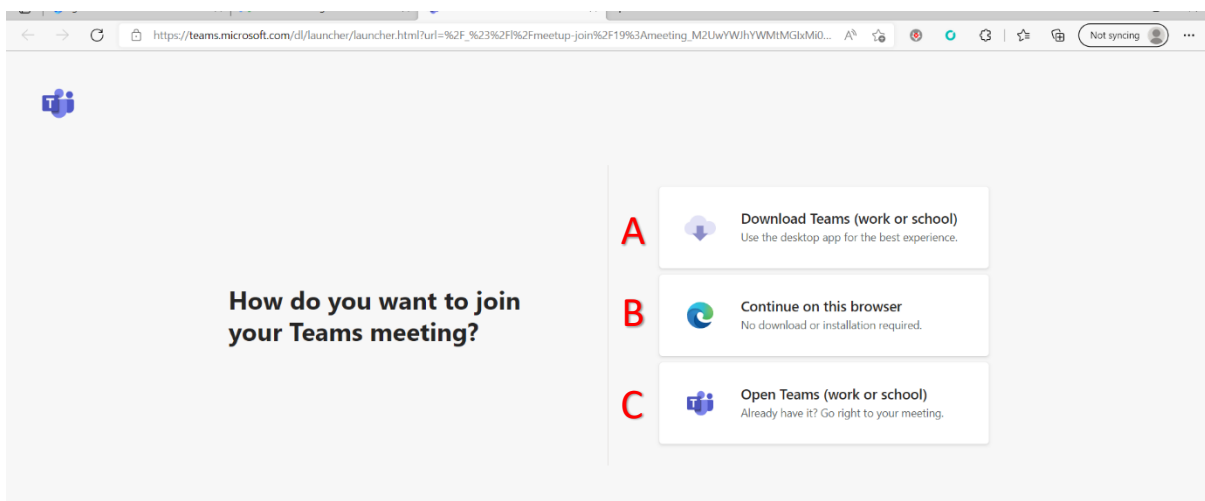 https://teams.microsoft.com/dl/launcher/launcher.html?url=%2F_%23%2Fl%2Fmeetup-join%2F19%3Ameeting_M2UwYWJhYWMtMGIxMi0...
Not syncing
How do you want to join
your Teams meeting?
A
Download Teams (work or school)
Use the desktop app for the best experience.
B
Continue on this browser
No download or installation required.
C
Open Teams (work or school)
Already have it? Go right to your meeting.